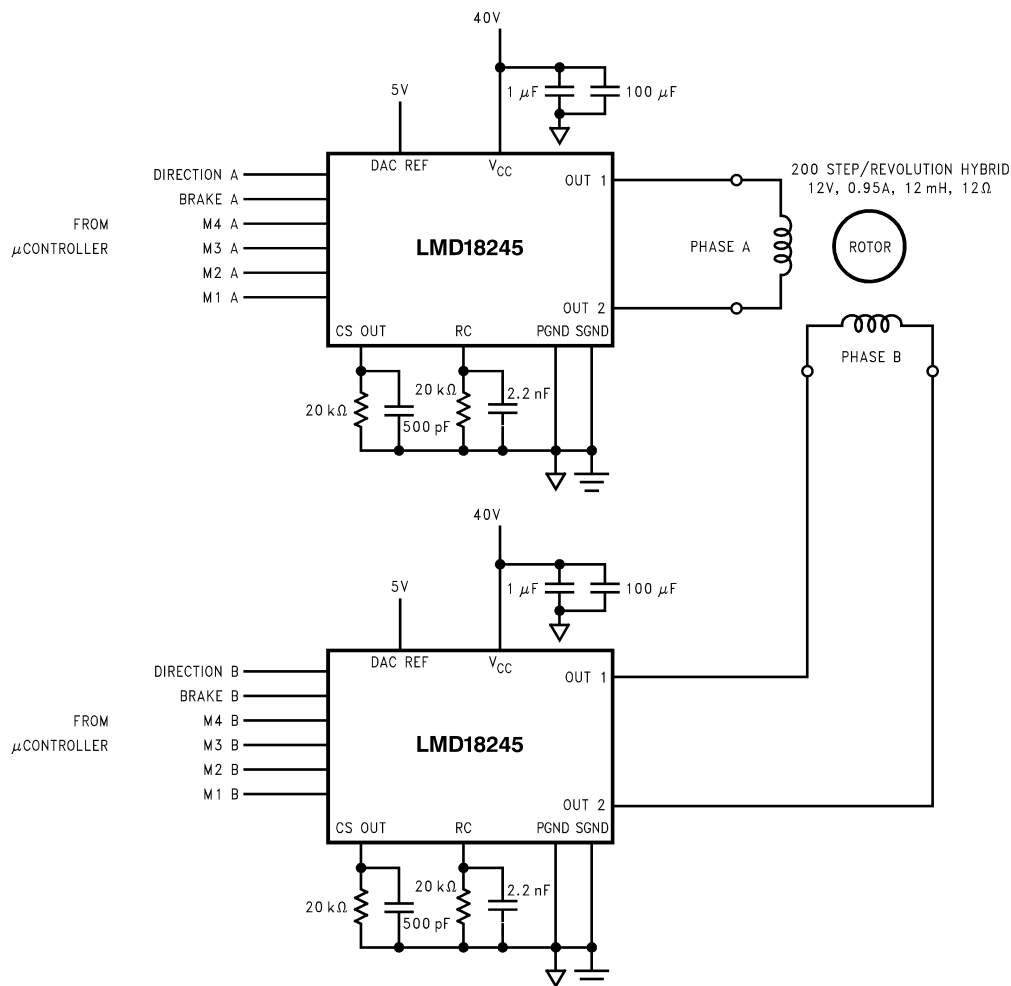 40V
1 μF
100 μF
5V
DAC REF
VCC
DIRECTION A
BRAKE A
M4 A
M3 A
M2 A
M1 A
FROM
μCONTROLLER
LMD18245
OUT 1
OUT 2
200 STEP/REVOLUTION HYBRID
12V, 0.95A, 12 mH, 12Ω
PHASE A
ROTOR
PHASE B
CS OUT
RC
PGND
SGND
20 kΩ
500 pF
20 kΩ
2.2 nF
40V
1 μF
100 μF
5V
DAC REF
VCC
DIRECTION B
BRAKE B
M4 B
M3 B
M2 B
M1 B
FROM
μCONTROLLER
LMD18245
OUT 1
OUT 2
CS OUT
RC
PGND
SGND
20 kΩ
500 pF
20 kΩ
2.2 nF